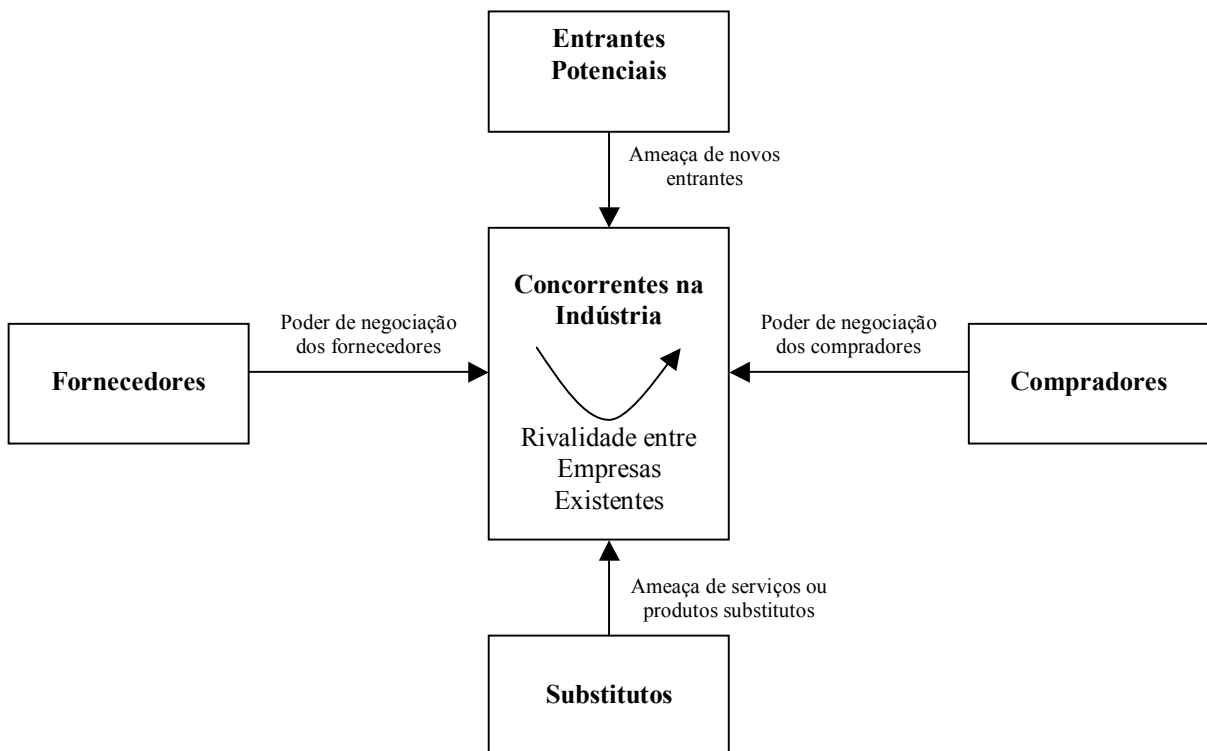 Entrantes
Potenciais
Ameaça de novos
entrantes
Concorrentes na
Indústria
Poder de negociação
dos fornecedores
Poder de negociação
dos compradores
Fornecedores
Compradores
Rivalidade entre
Empresas
Existentes
Ameaça de serviços ou
produtos substitutos
Substitutos